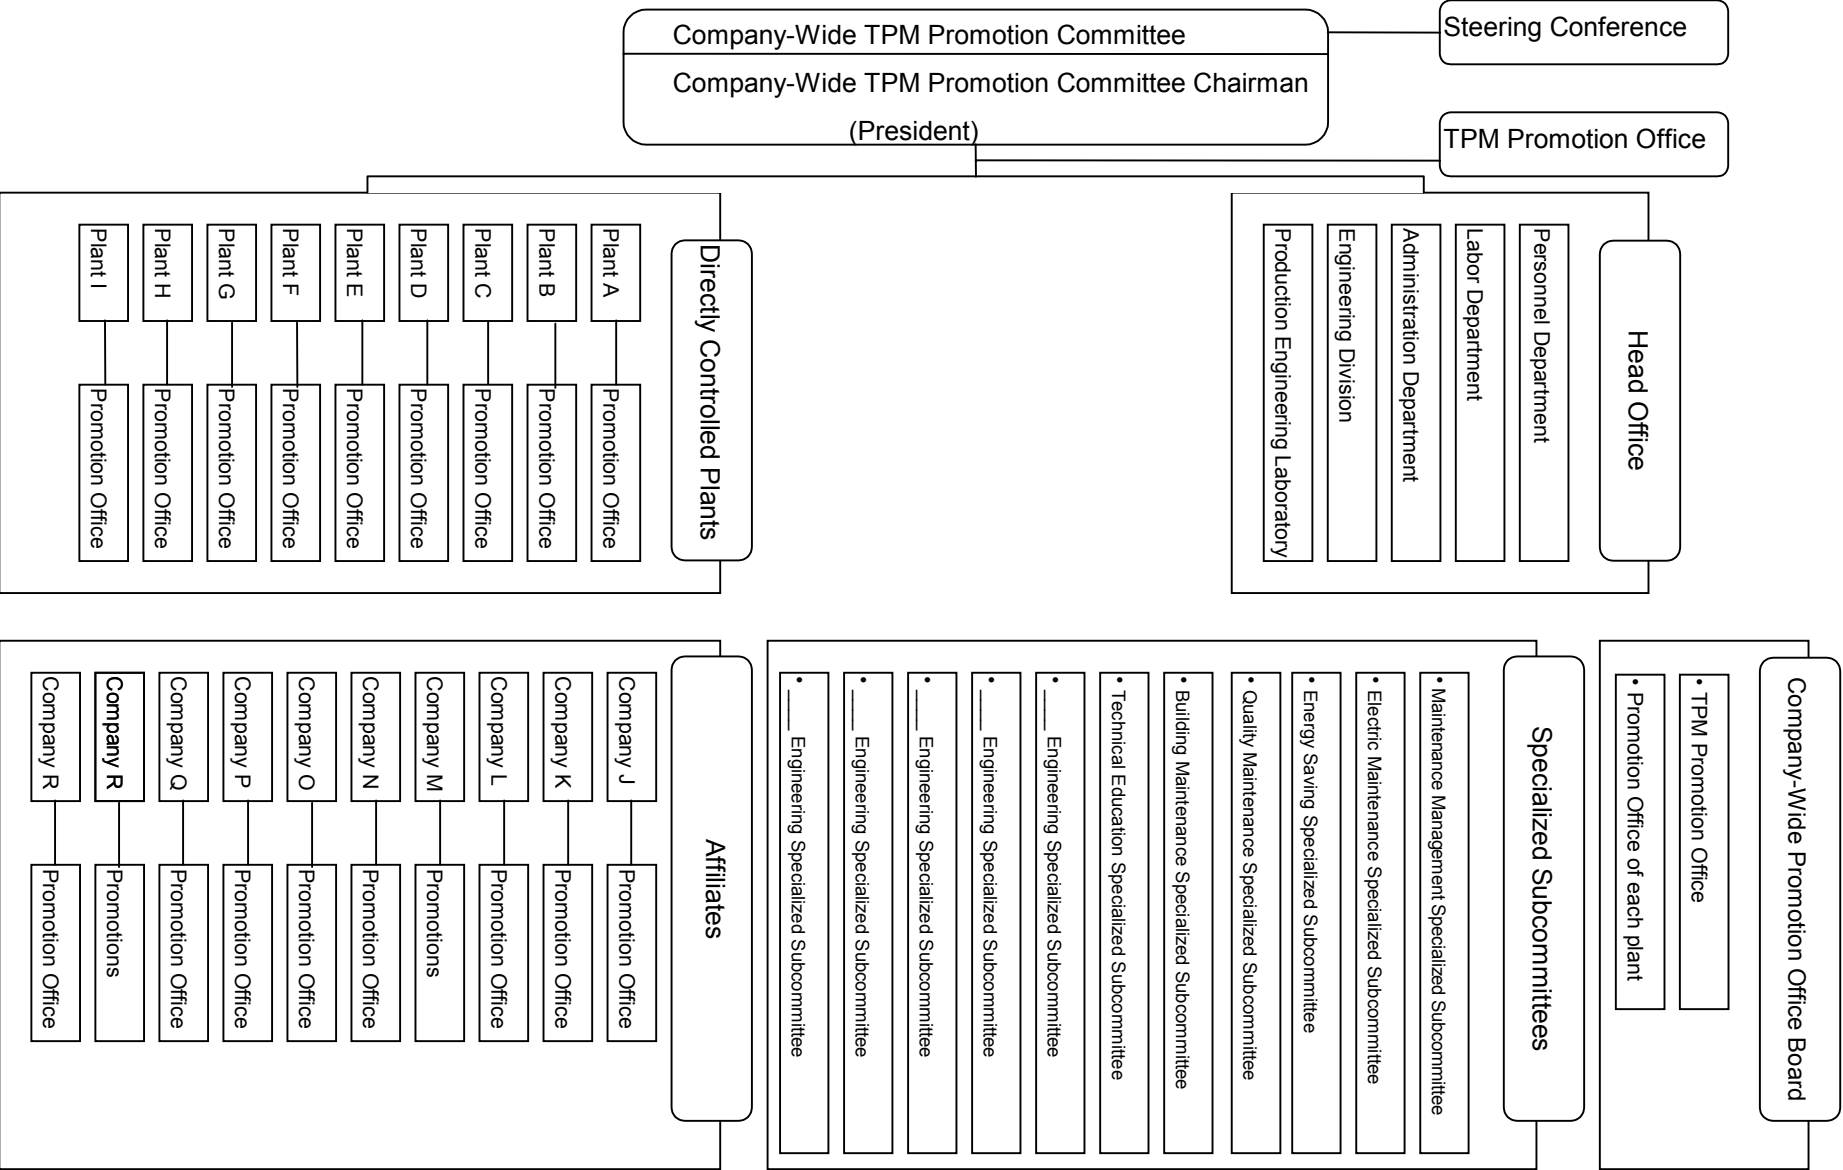 Company-Wide TPM Promotion Committee
Company-Wide TPM Promotion Committee Chairman
(President)
Steering Conference
TPM Promotion Office
Directly Controlled Plants
Plant A
Promotion Office
Plant B
Promotion Office
Plant C
Promotion Office
Plant D
Promotion Office
Plant E
Promotion Office
Plant F
Promotion Office
Plant G
Promotion Office
Plant H
Promotion Office
Plant I
Promotion Office
Head Office
Personnel Department
Labor Department
Administration Department
Engineering Division
Production Engineering Laboratory
Affiliates
Company J
Promotion Office
Company K
Promotion Office
Company L
Promotion Office
Company M
Promotions
Company N
Promotion Office
Company O
Promotion Office
Company P
Promotion Office
Company Q
Promotion Office
Company R
Promotions
Company R
Promotion Office
Specialized Subcommittees
• Maintenance Management Specialized Subcommittee
• Electric Maintenance Specialized Subcommittee
• Energy Saving Specialized Subcommittee
• Quality Maintenance Specialized Subcommittee
• Building Maintenance Specialized Subcommittee
• Technical Education Specialized Subcommittee
• ____ Engineering Specialized Subcommittee
• ____ Engineering Specialized Subcommittee
• ____ Engineering Specialized Subcommittee
• ____ Engineering Specialized Subcommittee
• ____ Engineering Specialized Subcommittee
Company-Wide Promotion Office Board
• TPM Promotion Office
• Promotion Office of each plant